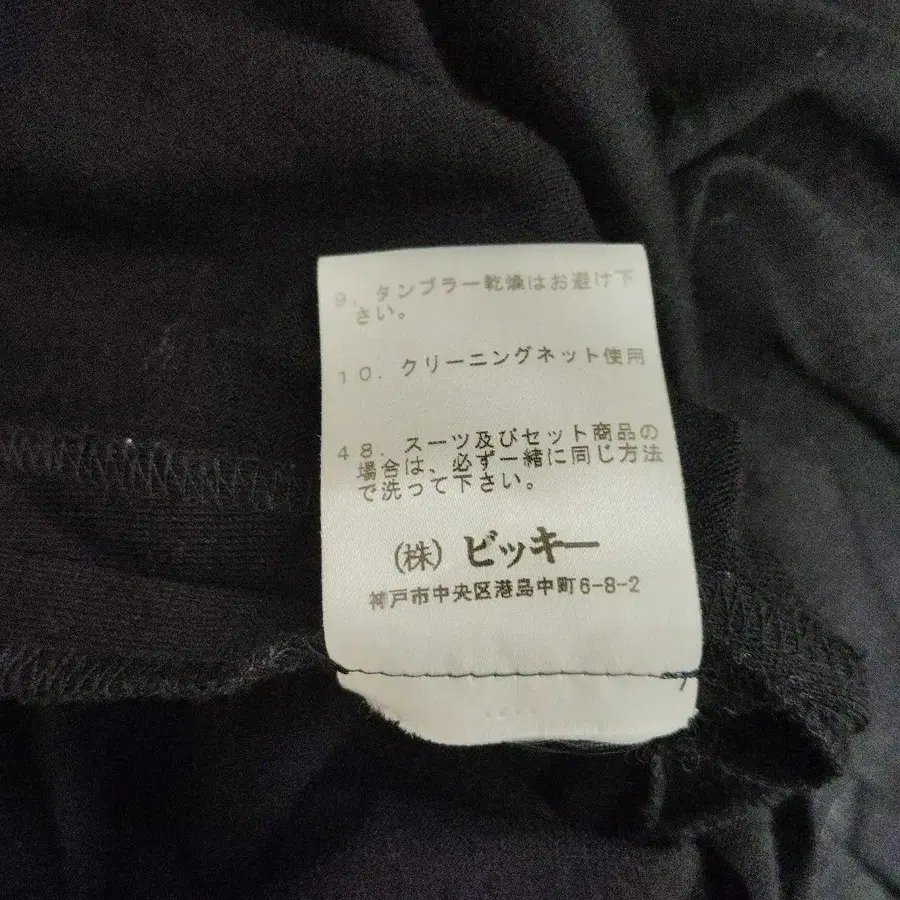 9. タンブラー乾燥はお避け下
さい。
10. クリーニングネット使用
48. スーツ及びセット商品の
場合は、必ず一緒に同じ方法
で洗って下さい。
(株) ビッキー
神戸市中央区港島中町6-8-2